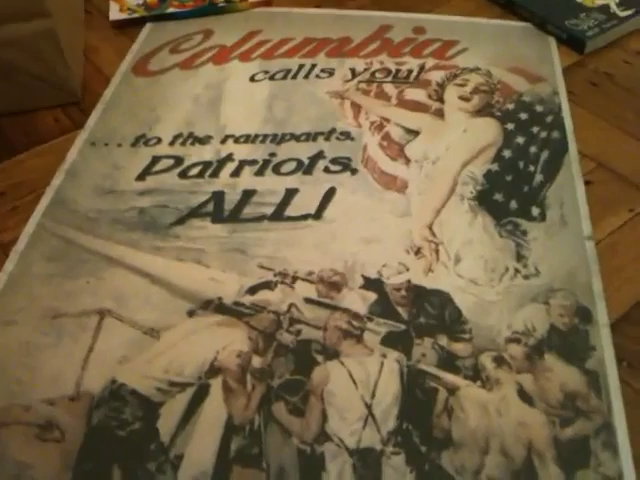 Columbia
calls you!
...to the ramparts.
Patriots,
ALL!